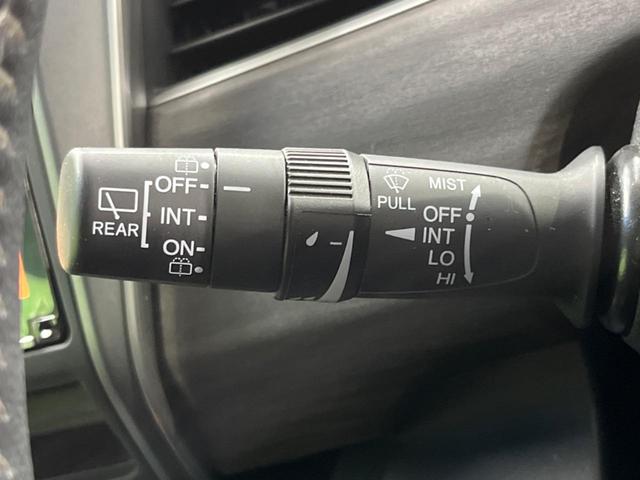 REAR
OFF
INT
ON
PULL
MIST
OFF
INT
LO
HI